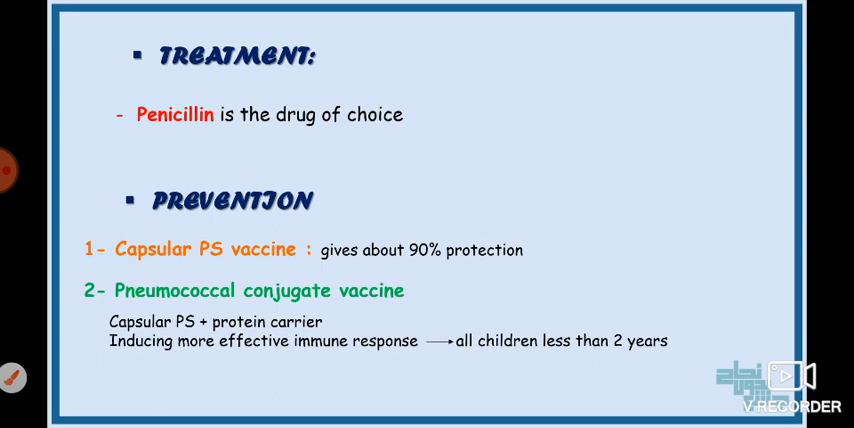 ▪ TREATMENT:
- Penicillin is the drug of choice
▪ PREVENTION
1- Capsular PS vaccine : gives about 90% protection
2- Pneumococcal conjugate vaccine
Capsular PS + protein carrier
Inducing more effective immune response → all children less than 2 years
V RECORDER